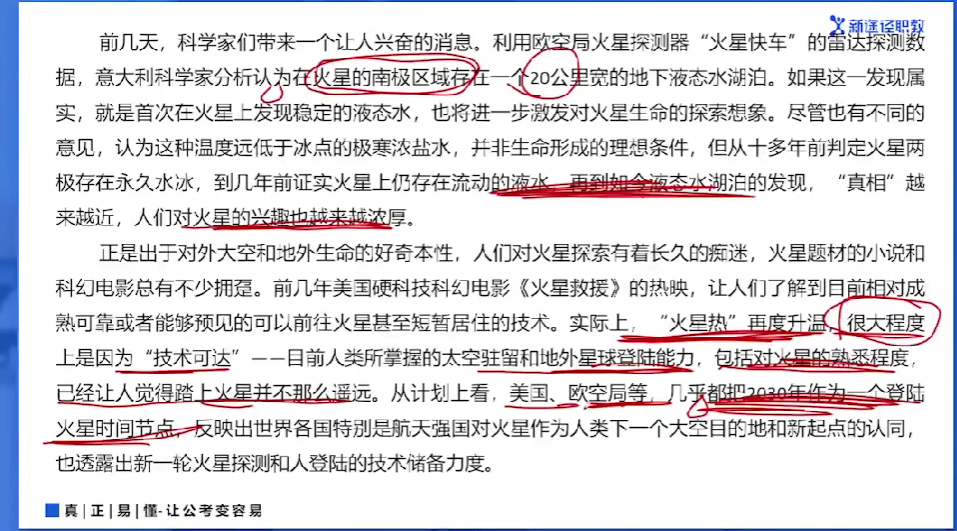 新途径职教
前几天，科学家们带来一个让人兴奋的消息。利用欧空局火星探测器“火星快车”的雷达探测数
据，意大利科学家分析认为在火星的南极区域存在一个20公里宽的地下液态水湖泊。如果这一发现属
实，就是首次在火星上发现稳定的液态水，也将进一步激发对火星生命的探索想象。尽管也有不同的
意见，认为这种温度远低于冰点的极寒浓盐水，并非生命形成的理想条件，但从十多年前判定火星两
极存在永久水冰，到几年前证实火星上仍存在流动的液水，再到如今液态水湖泊的发现，“真相”越
来越近，人们对火星的兴趣也越来越浓厚。
正是出于对外大空和地外生命的好奇本性，人们对火星探索有着长久的痴迷，火星题材的小说和
科幻电影总有不少拥趸。前几年美国硬科技科幻电影《火星救援》的热映，让人们了解到目前相对成
熟可靠或者能够预见的可以前往火星甚至短暂居住的技术。实际上，“火星热”再度升温，很大程度
上是因为“技术可达”——目前人类所掌握的太空驻留和地外星球登陆能力，包括对火星的熟悉程度，
已经让人觉得踏上火星并不那么遥远。从计划上看，美国、欧空局等，几乎都把2030年作为一个登陆
火星时间节点，反映出世界各国特别是航天强国对火星作为人类下一个大空目的地和新起点的认同，
也透露出新一轮火星探测和人登陆的技术储备力度。
真|正|易|懂-让公考变容易